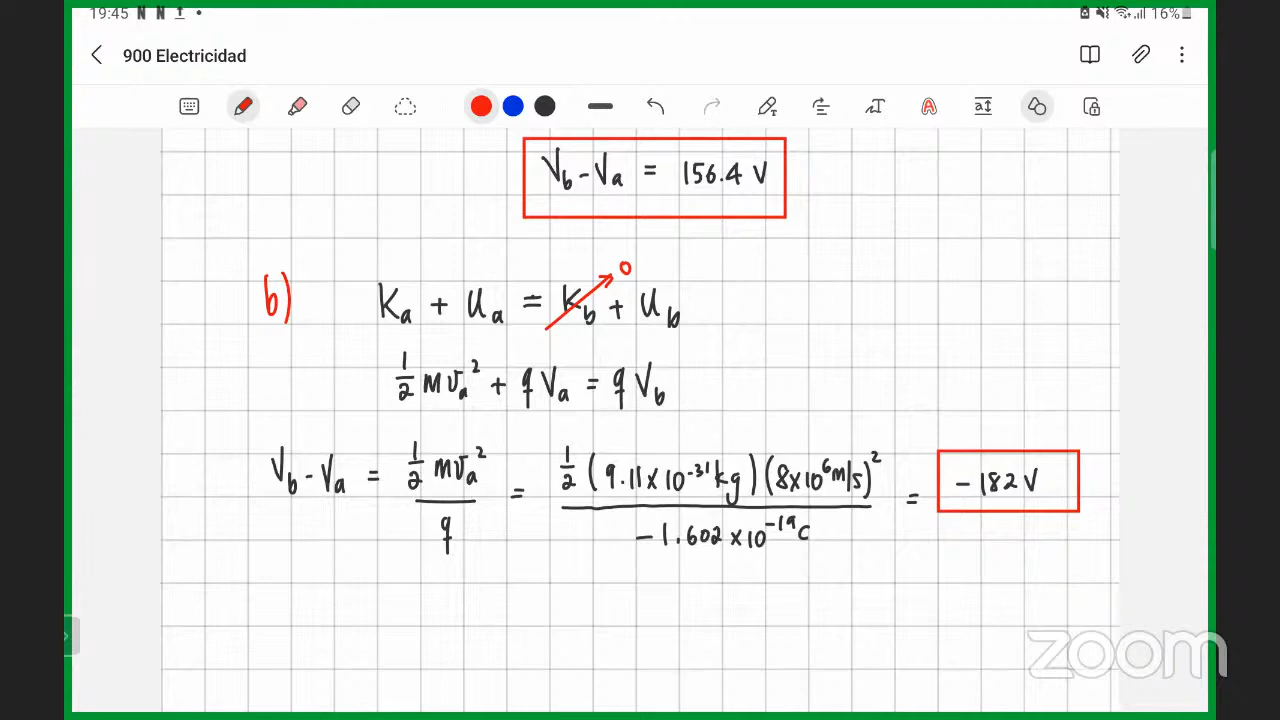 19:45 N N 16%
900 Electricidad
V_b - V_a = 156.4 V
b) K_a + U_a = K_b + U_b
0
1/2 m v_a^2 + q V_a = q V_b
V_b - V_a = (1/2 m v_a^2)/q = (1/2 (9.11x10^-31 kg)(8x10^6 m/s)^2)/(-1.602x10^-19 C) = -182 V
zoom